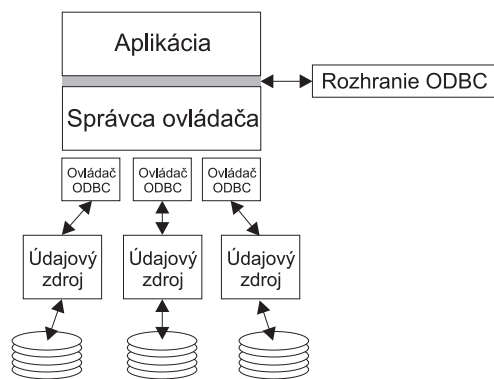 Aplikácia
Rozhranie ODBC
Správca ovládača
Ovládač
ODBC
Ovládač
ODBC
Ovládač
ODBC
Údajový
zdroj
Údajový
zdroj
Údajový
zdroj